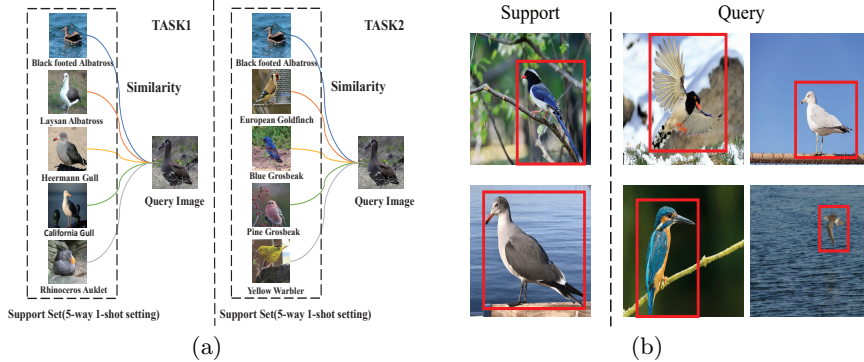 TASK1
Black footed Albatross
Similarity
Laysan Albatross
Heermann Gull
Query Image
California Gull
Rhinoceros Auklet
Support Set(5-way 1-shot setting)
TASK2
Black footed Albatross
Similarity
European Goldfinch
Blue Grosbeak
Query Image
Pine Grosbeak
Yellow Warbler
Support Set(5-way 1-shot setting)
(a)
Support
Query
(b)